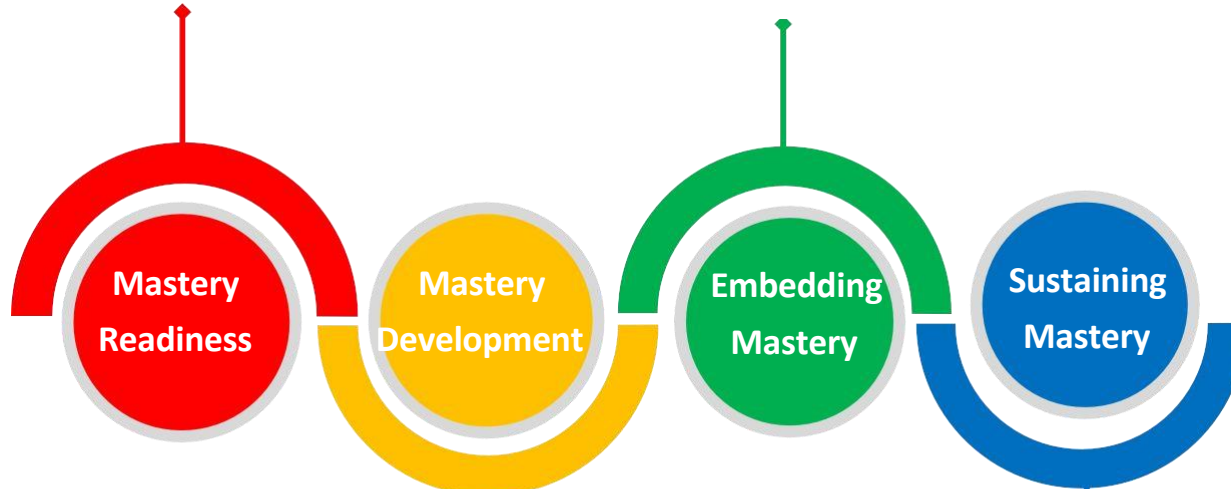 Mastery
Readiness
Mastery
Development
Embedding
Mastery
Sustaining
Mastery